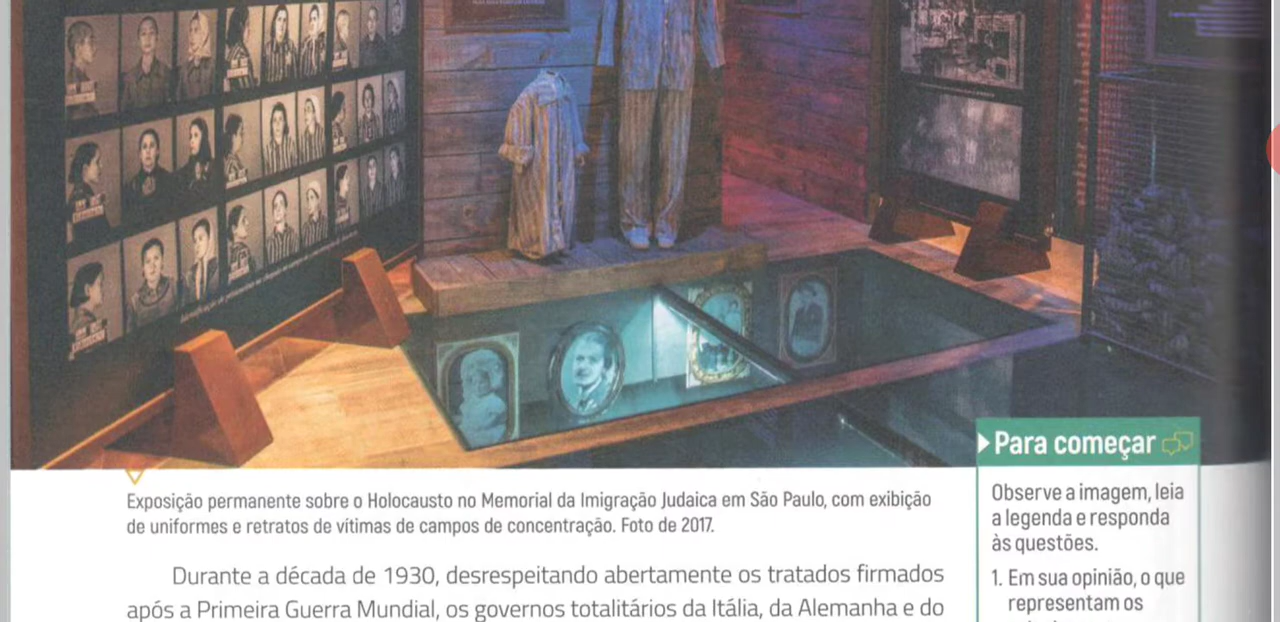 Exposição permanente sobre o Holocausto no Memorial da Imigração Judaica em São Paulo, com exibição
de uniformes e retratos de vítimas de campos de concentração. Foto de 2017.
Durante a década de 1930, desrespeitando abertamente os tratados firmados
após a Primeira Guerra Mundial, os governos totalitários da Itália, da Alemanha e do
Para começar
Observe a imagem, leia
a legenda e responda
às questões.
1. Em sua opinião, o que
representam os